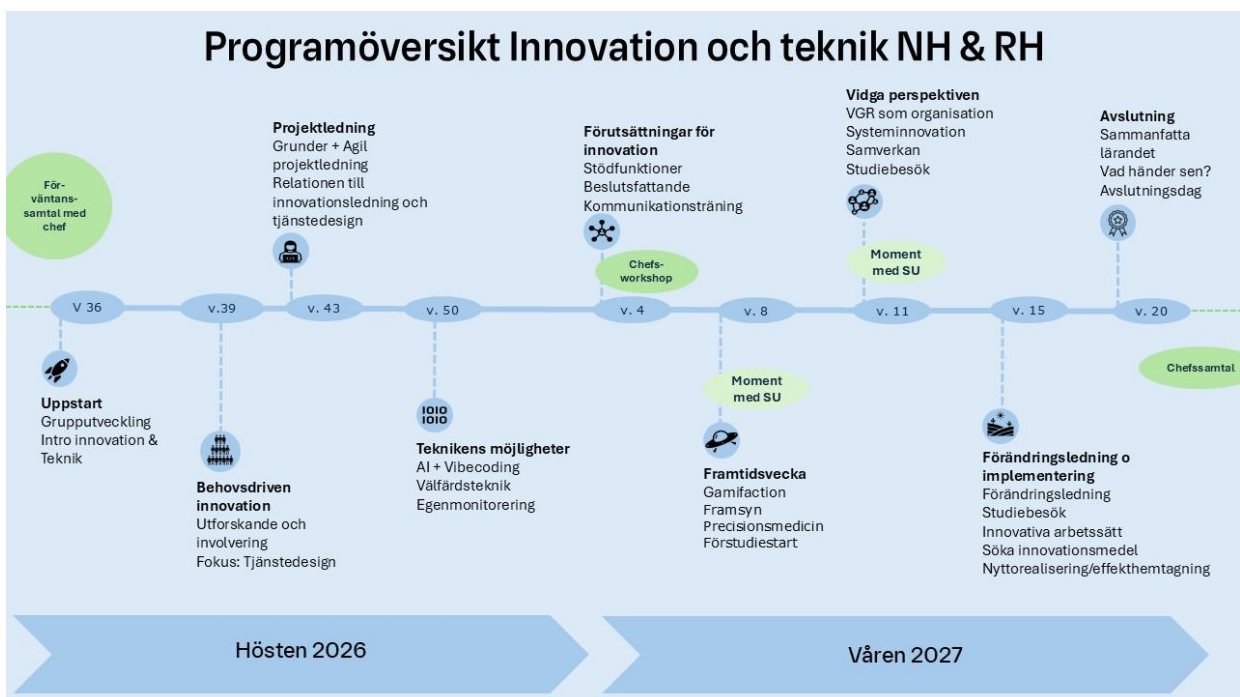 Programöversikt Innovation och teknik NH & RH
För-
väntans-
samtal med
chef
Projektledning
Grunder + Agil
projektledning
Relationen till
innovationsledning och
tjänstedesign
Förutsättningar för
innovation
Stödfunktioner
Beslutsfattande
Kommunikationsträning
Vidga perspektiven
VGR som organisation
Systeminnovation
Samverkan
Studiebesök
Avslutning
Sammanfatta
lärandet
Vad händer sen?
Avslutningsdag
Chefs-
workshop
Moment
med SU
V 36
v.39
v. 43
v. 50
v. 4
v. 8
v. 11
v. 15
v. 20
Chefssamtal
Moment
med SU
Uppstart
Grupputveckling
Intro innovation &
Teknik
Behovsdriven
innovation
Utforskande och
involvering
Fokus: Tjänstedesign
1010
1010
Teknikens möjligheter
AI + Vibecoding
Välfärdsteknik
Egenmonitorering
Framtidsvecka
Gamifaction
Framsyn
Precisionsmedicin
Förstudiestart
Förändringsledning o
implementering
Förändringsledning
Studiebesök
Innovativa arbetssätt
Söka innovationsmedel
Nyttorealisering/effekthemtagning
Hösten 2026
Våren 2027